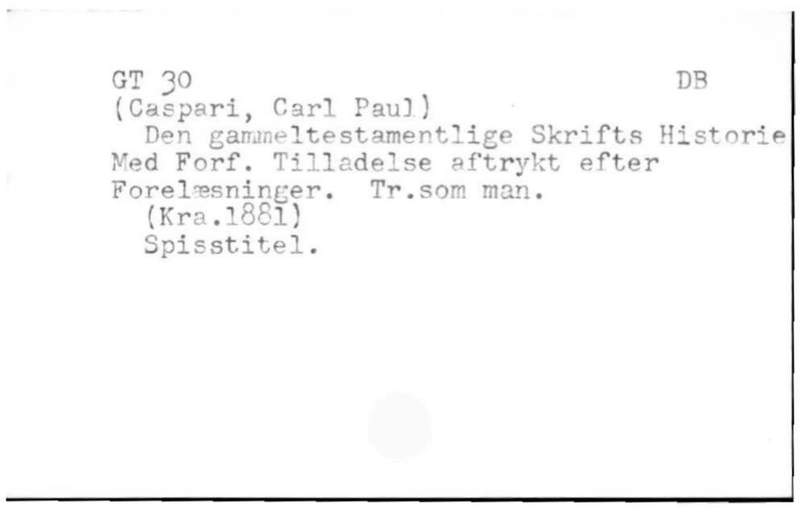 GT 30 DB
(Caspari, Carl Paul)
Den gammeltestamentlige Skrifts Historie
Med Forf. Tilladelse aftrykt efter
Forelæsninger. Tr.som man.
(Kra.1881)
Spisstitel.